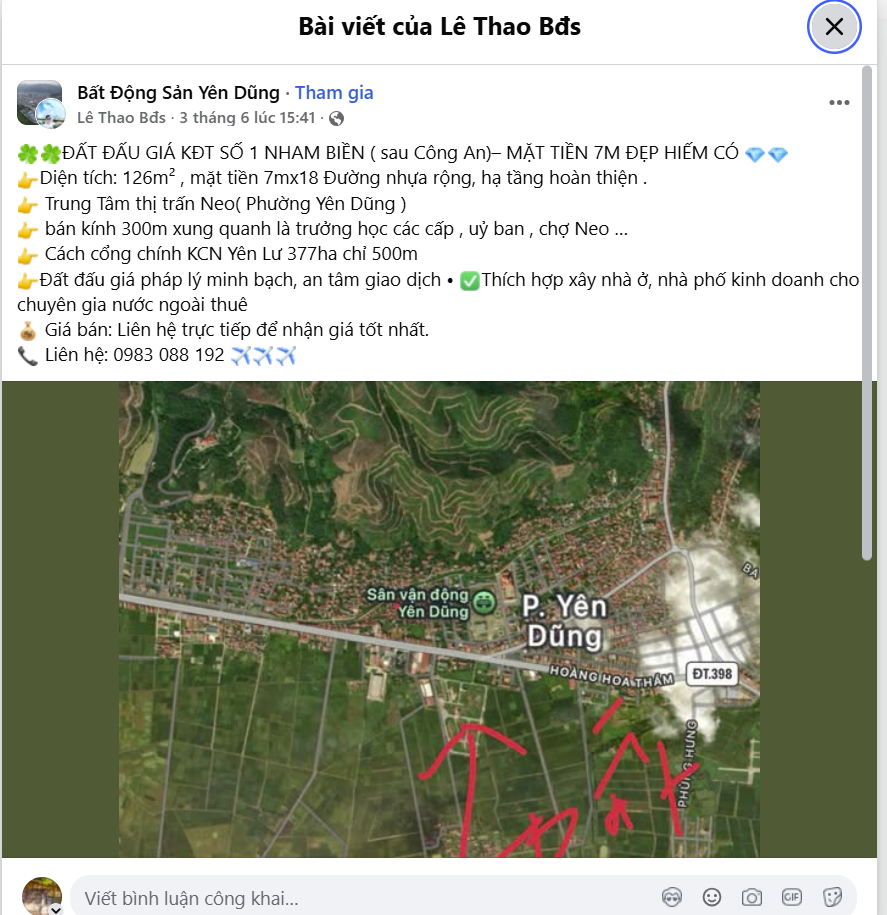 Bài viết của Lê Thao Bđs
Bất Động Sản Yên Dũng · Tham gia
Lê Thao Bđs · 3 tháng 6 lúc 15:41 ·
🍀🍀ĐẤT ĐẤU GIÁ KĐT SỐ 1 NHAM BIỀN ( sau Công An)– MẶT TIỀN 7M ĐẸP HIẾM CÓ 💎💎
👉Diện tích: 126m² , mặt tiền 7mx18 Đường nhựa rộng, hạ tầng hoàn thiện .
👉 Trung Tâm thị trấn Neo( Phường Yên Dũng )
👉 bán kính 300m xung quanh là trường học các cấp , uỷ ban , chợ Neo ...
👉 Cách cổng chính KCN Yên Lư 377ha chỉ 500m
👉Đất đấu giá pháp lý minh bạch, an tâm giao dịch • ✅Thích hợp xây nhà ở, nhà phố kinh doanh cho
chuyên gia nước ngoài thuê
💰 Giá bán: Liên hệ trực tiếp để nhận giá tốt nhất.
📞 Liên hệ: 0983 088 192 ✈️✈️✈️
Sân vận động
Yên Dũng
P. Yên
Dũng
BA
HOÀNG HOA THÁM
ĐT.398
PHÙNG HƯNG
Viết bình luận công khai...
GIF